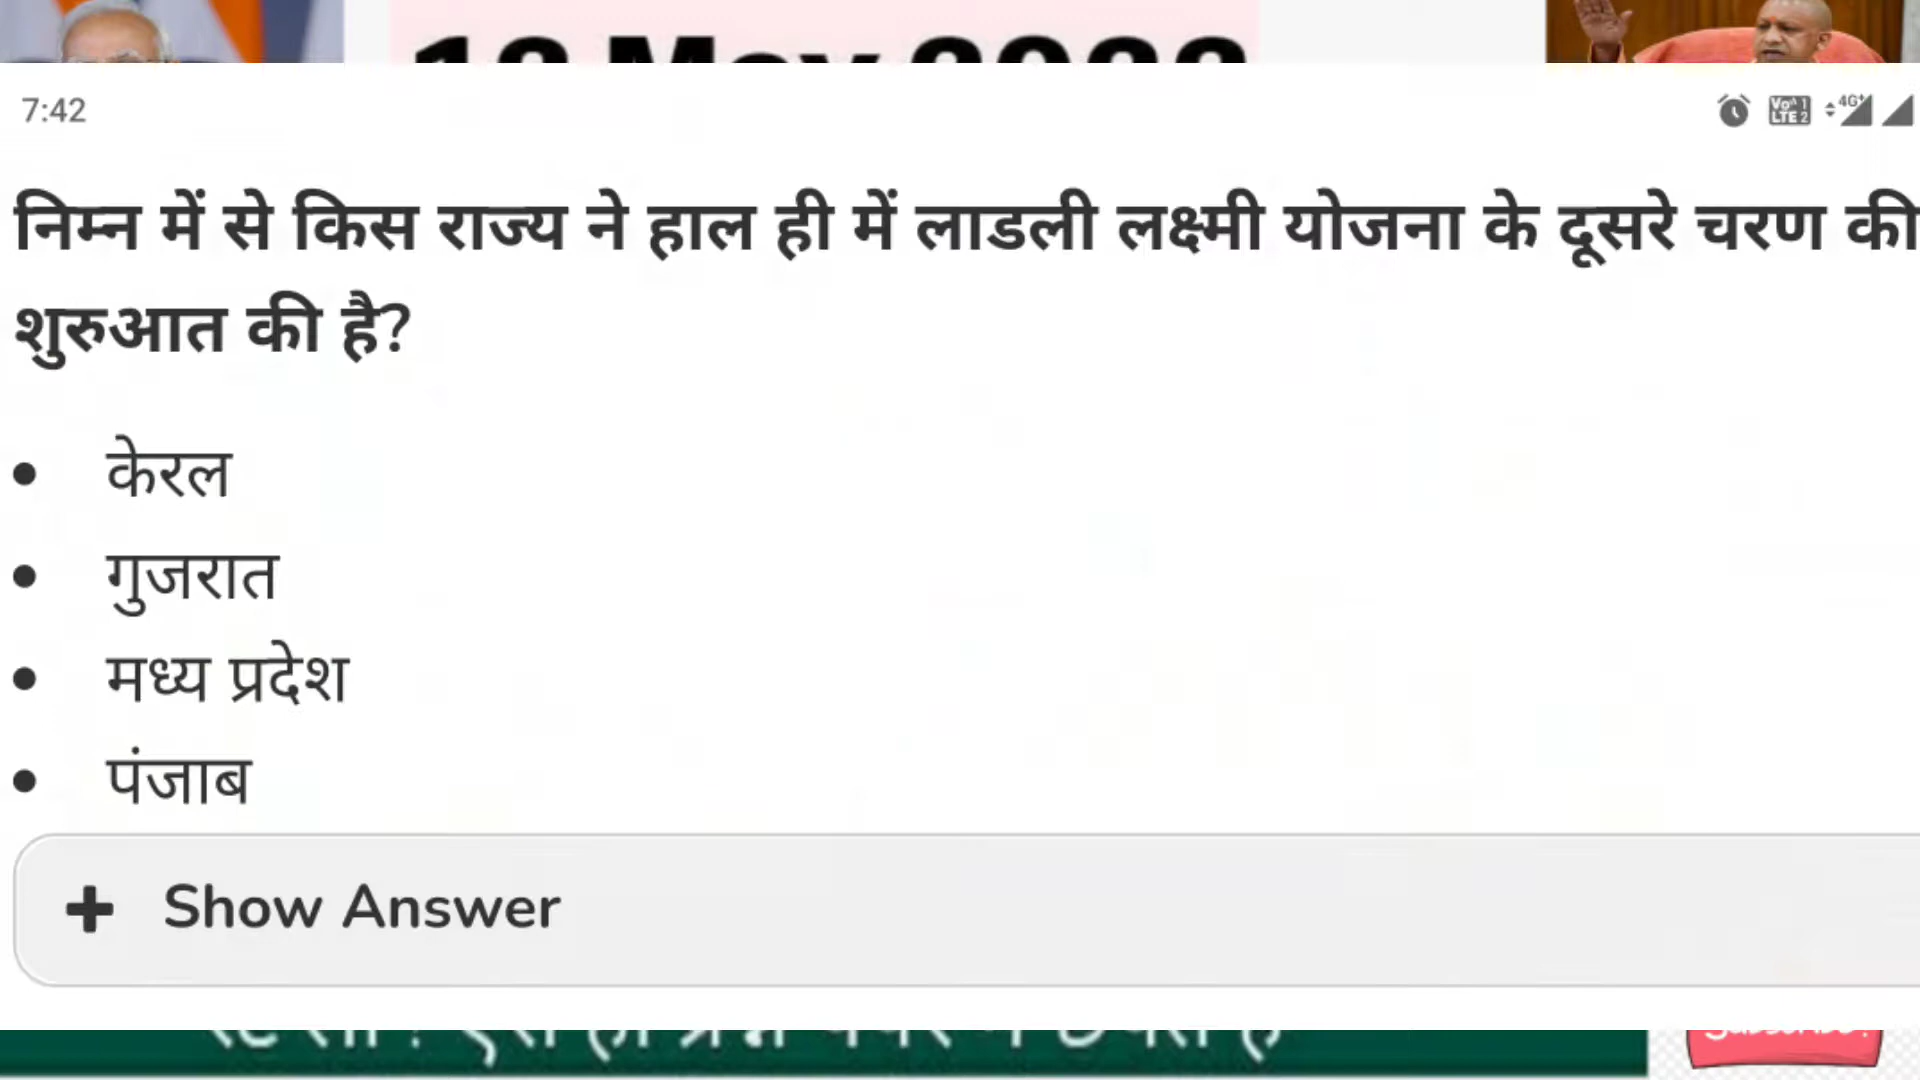 7:42
निम्न में से किस राज्य ने हाल ही में लाडली लक्ष्मी योजना के दूसरे चरण की
शुरुआत की है?
• केरल
• गुजरात
• मध्य प्रदेश
• पंजाब
+ Show Answer